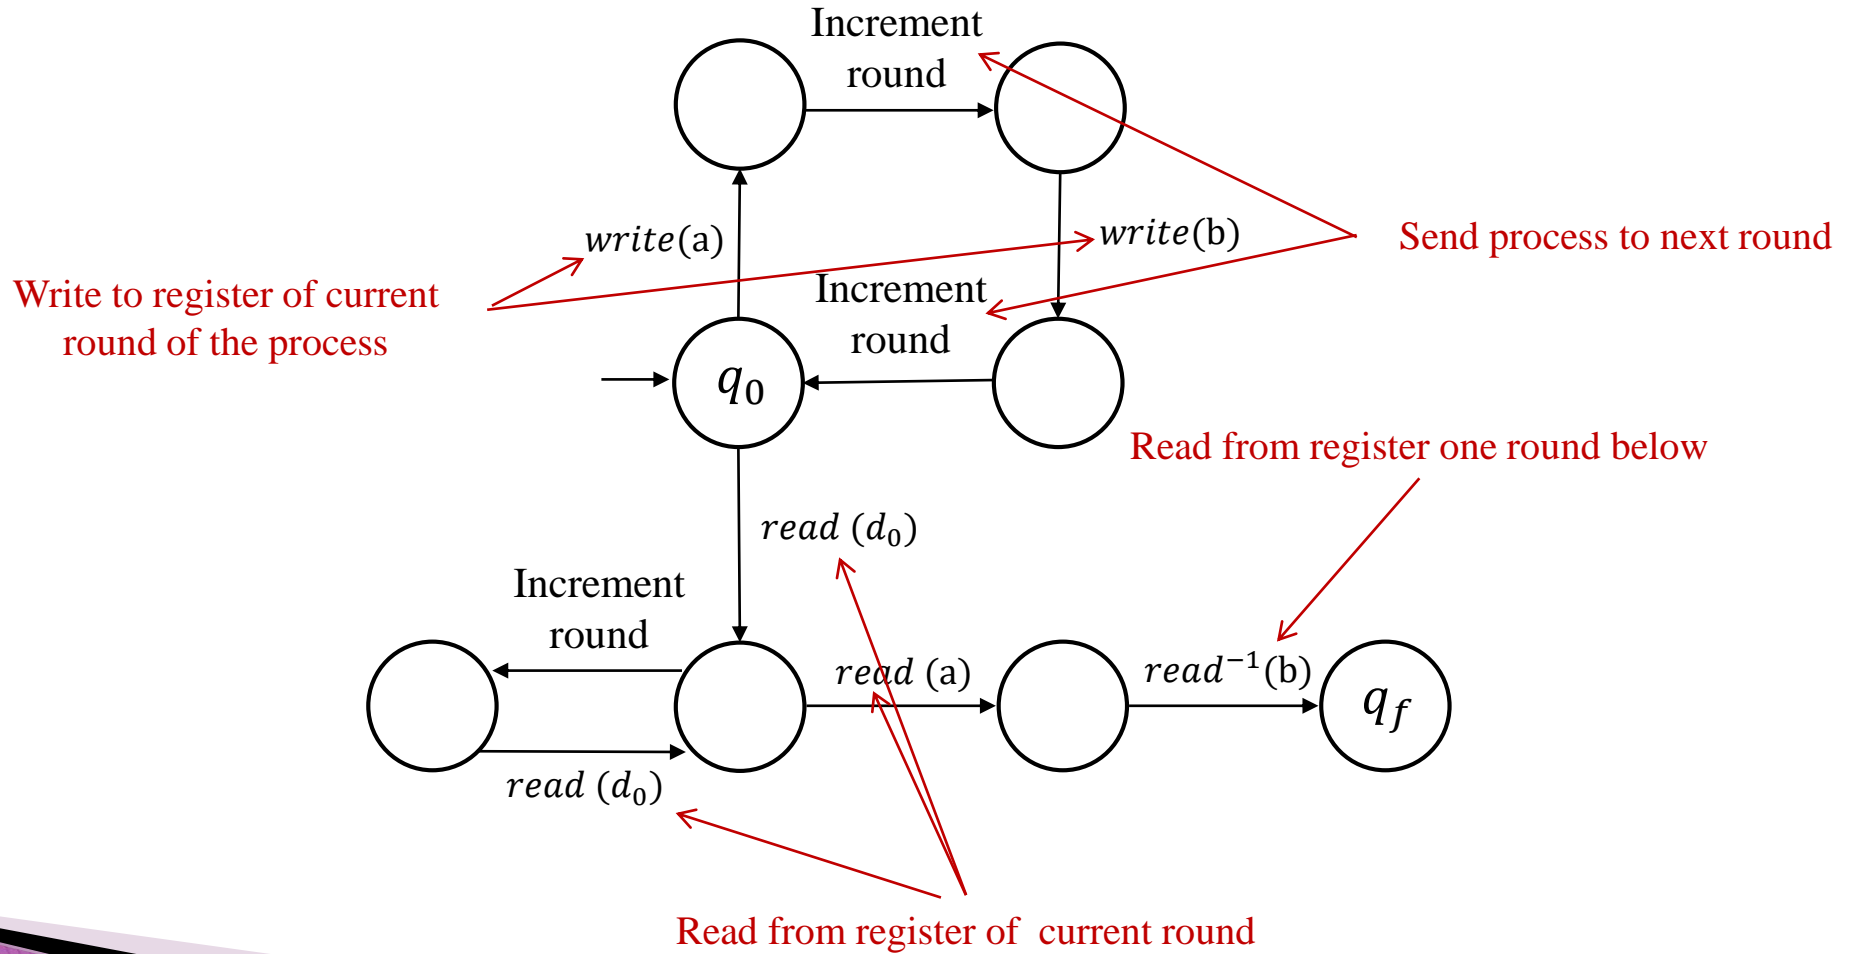 Increment
round
write(a)
write(b)
Send process to next round
Write to register of current
round of the process
Increment
round
q₀
Read from register one round below
read (d₀)
Increment
round
read (a)
read⁻¹(b)
q_f
read (d₀)
Read from register of current round